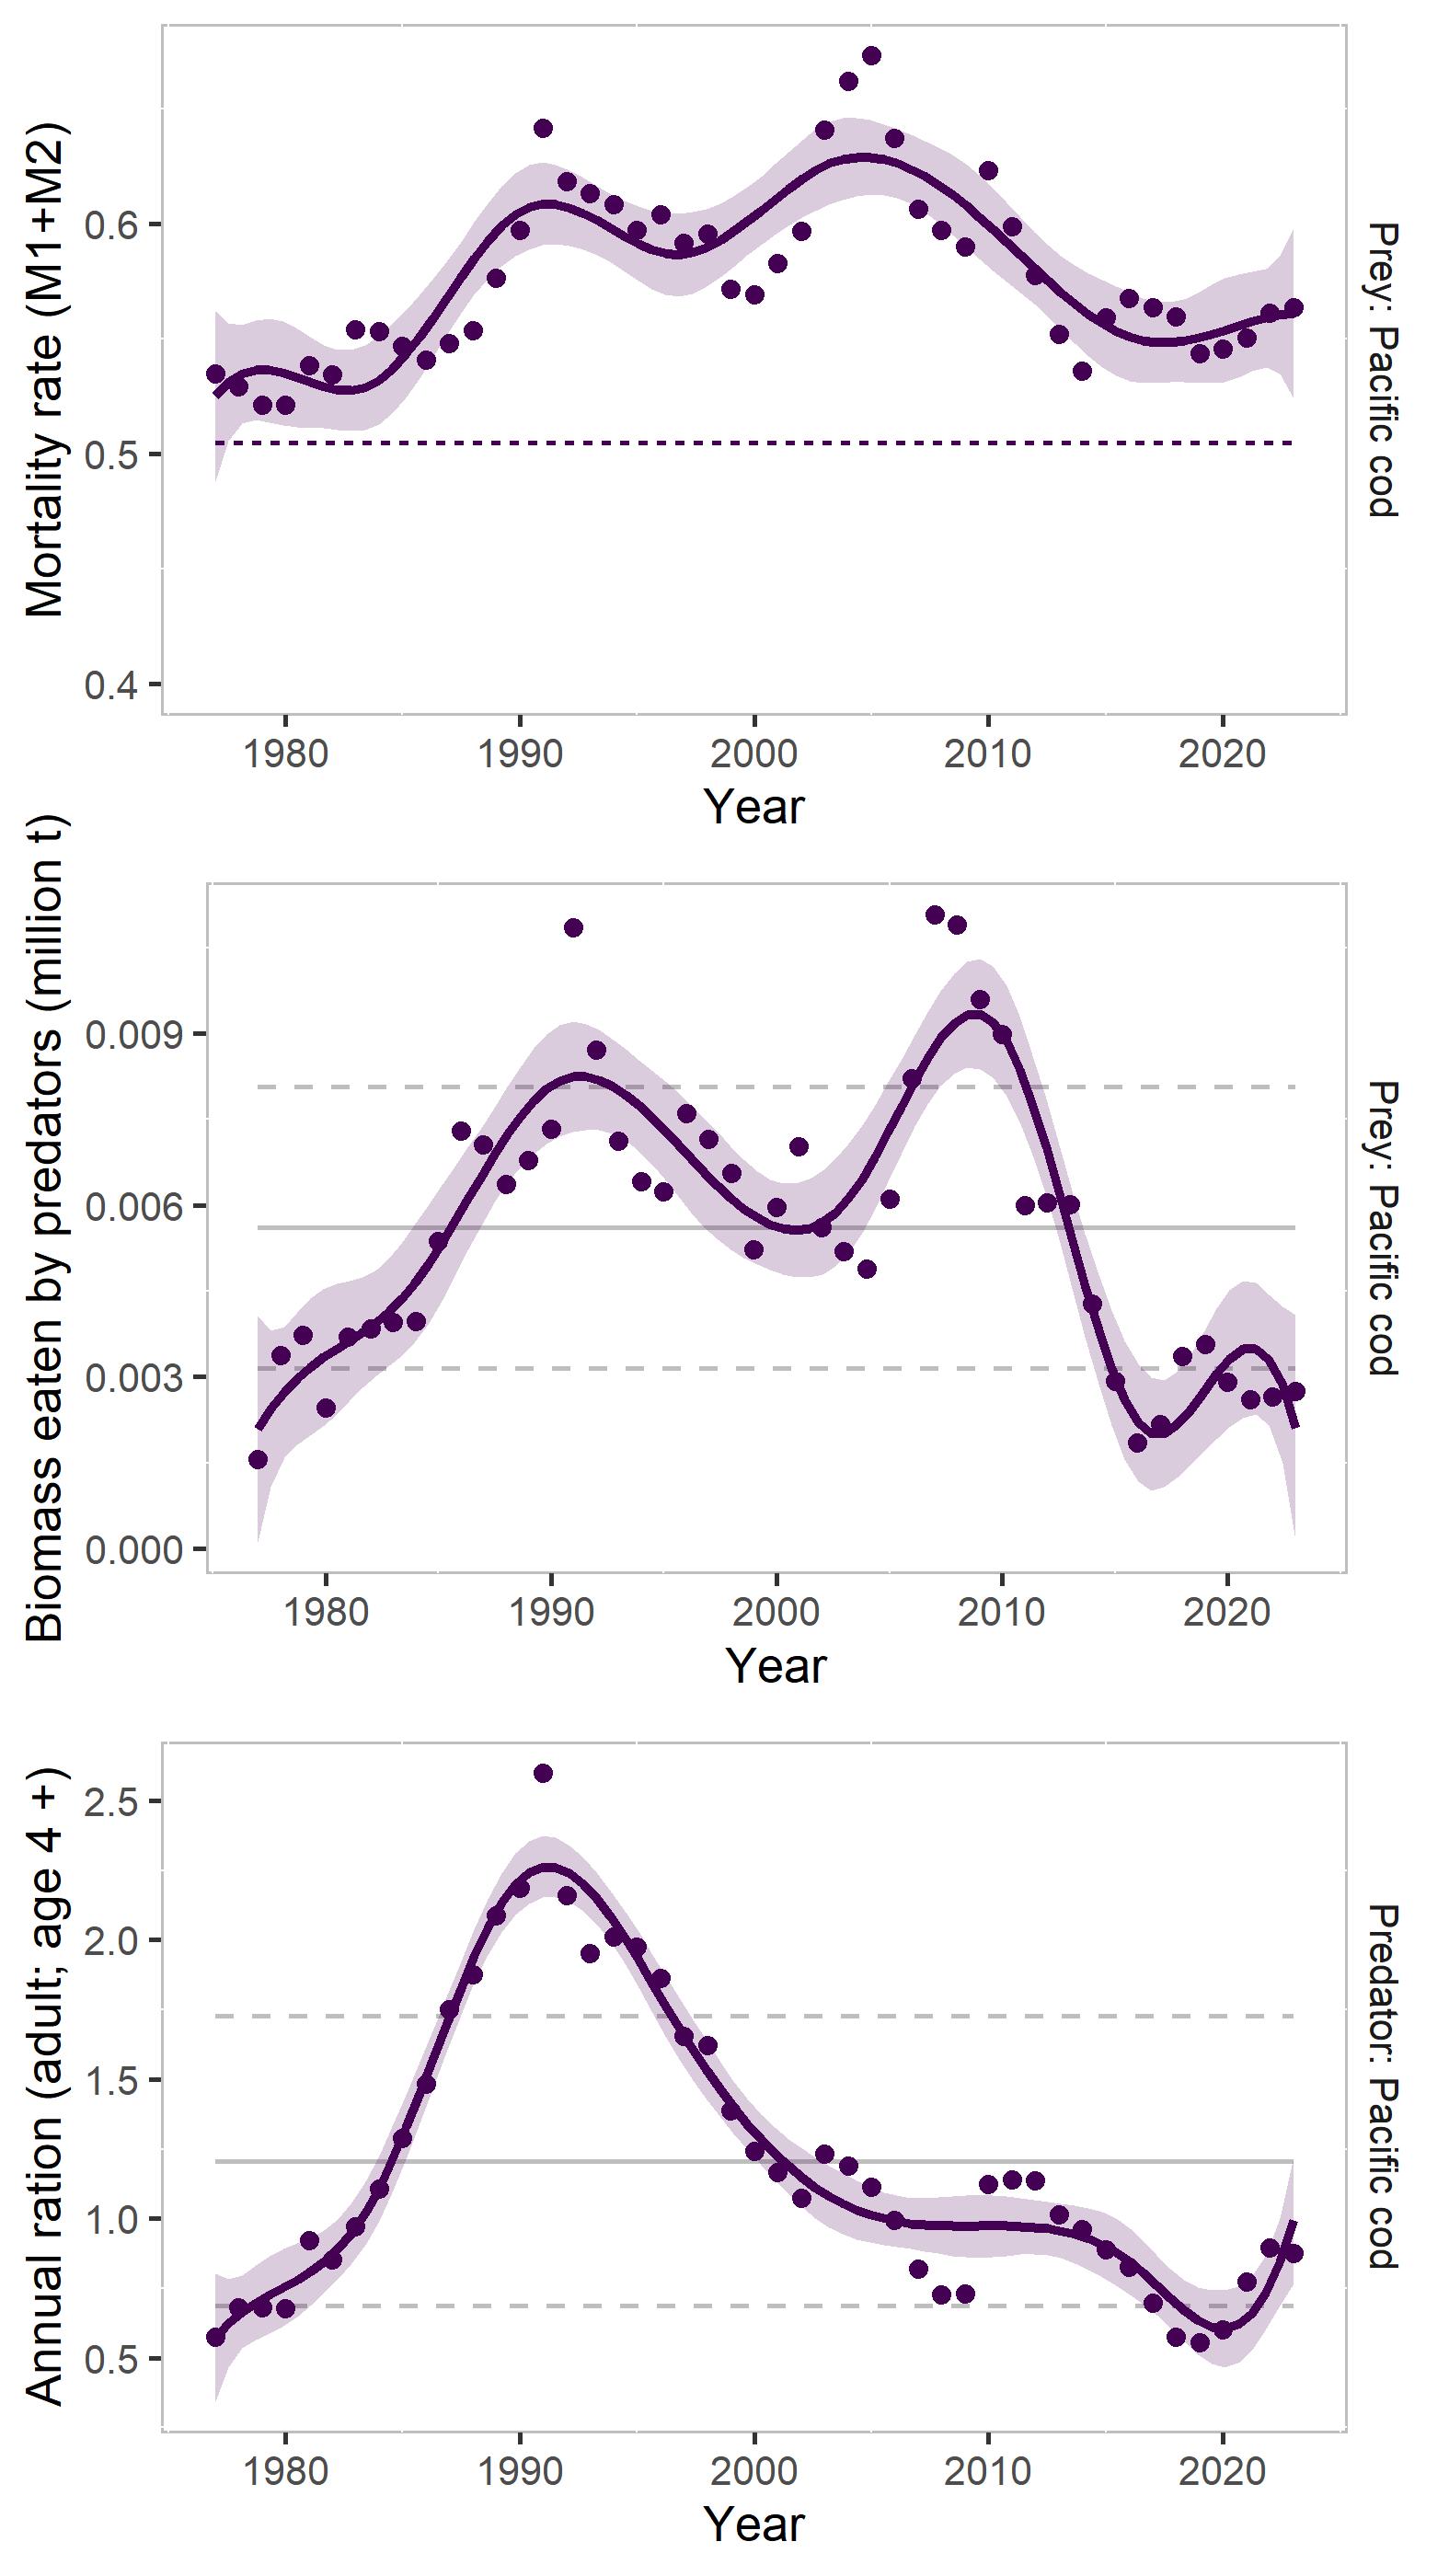 Mortality rate (M1+M2)
0.6
0.5
0.4
1980 1990 2000 2010 2020
Year
Prey: Pacific cod
Biomass eaten by predators (million t)
0.009
0.006
0.003
0.000
1980 1990 2000 2010 2020
Year
Prey: Pacific cod
Annual ration (adult; age 4 +)
2.5
2.0
1.5
1.0
0.5
1980 1990 2000 2010 2020
Year
Predator: Pacific cod